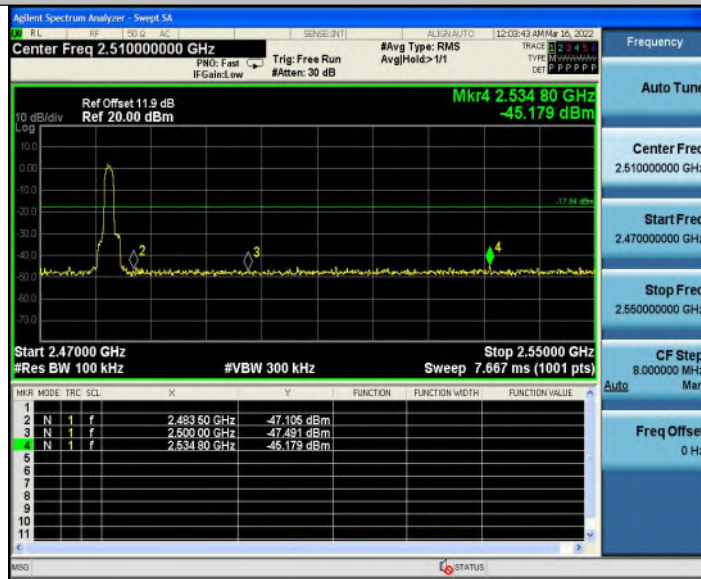 Agilent Spectrum Analyzer - Swept SA
RL RF 50 Ω AC SENSE:INT ALIGN AUTO 12:03:43 AM Mar 16, 2022
Center Freq 2.510000000 GHz
#Avg Type: RMS
TRACE 1 2 3 4 5 6
PNO: Fast Trig: Free Run Avg|Hold:>1/1
TYPE M
IFGain:Low #Atten: 30 dB
DET P P P P P P
Mkr4 2.534 80 GHz
-45.179 dBm
Ref Offset 11.9 dB
10 dB/div Ref 20.00 dBm
Log
10.0
0.00
-10.0
-17.84 dBm
-20.0
-30.0
-40.0
2 3 4
-50.0
-60.0
-70.0
Start 2.47000 GHz Stop 2.55000 GHz
#Res BW 100 kHz #VBW 300 kHz Sweep 7.667 ms (1001 pts)
MKR MODE TRC SCL X Y FUNCTION FUNCTION WIDTH FUNCTION VALUE
1
2 N 1 f 2.483 50 GHz -47.105 dBm
3 N 1 f 2.500 00 GHz -47.491 dBm
4 N 1 f 2.534 80 GHz -45.179 dBm
5
6
7
8
9
10
11
MSG STATUS
Frequency
Auto Tune
Center Freq
2.510000000 GHz
Start Freq
2.470000000 GHz
Stop Freq
2.550000000 GHz
CF Step
8.000000 MHz
Auto Man
Freq Offset
0 Hz